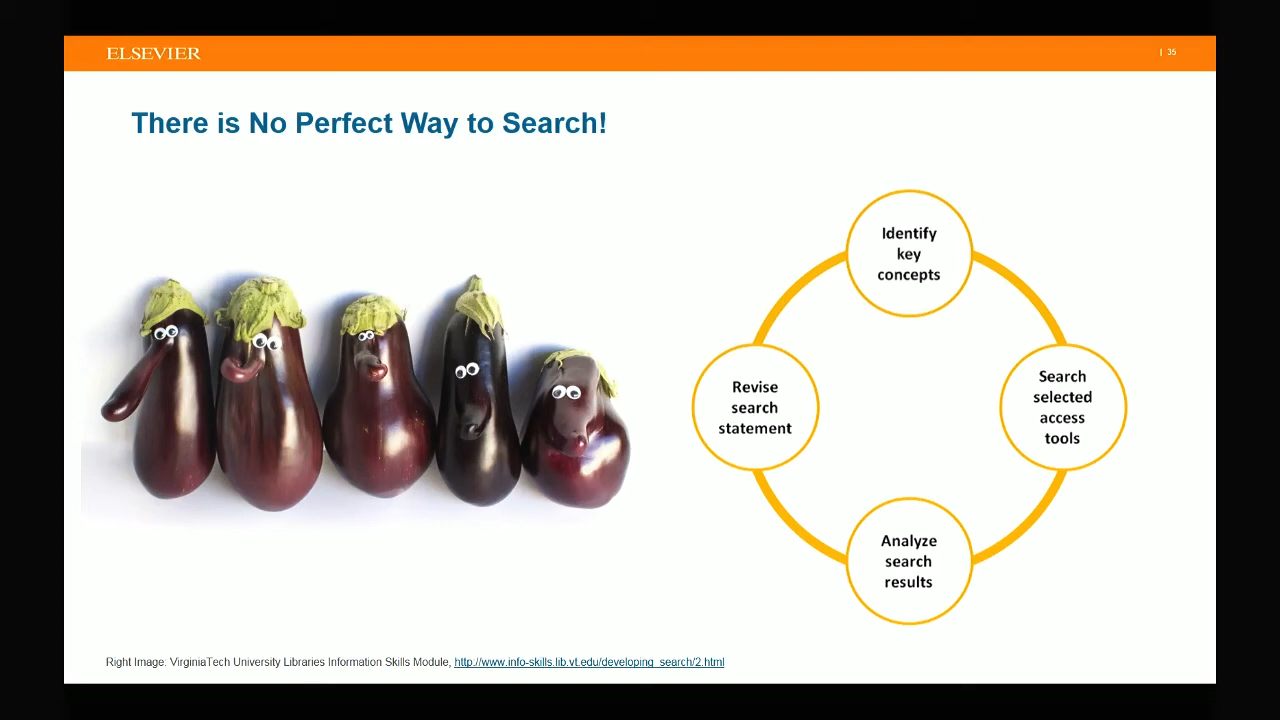 ELSEVIER
| 35
There is No Perfect Way to Search!
Identify
key
concepts
Search
selected
access
tools
Revise
search
statement
Analyze
search
results
Right Image: VirginiaTech University Libraries Information Skills Module, http://www.info-skills.lib.vt.edu/developing_search/2.html